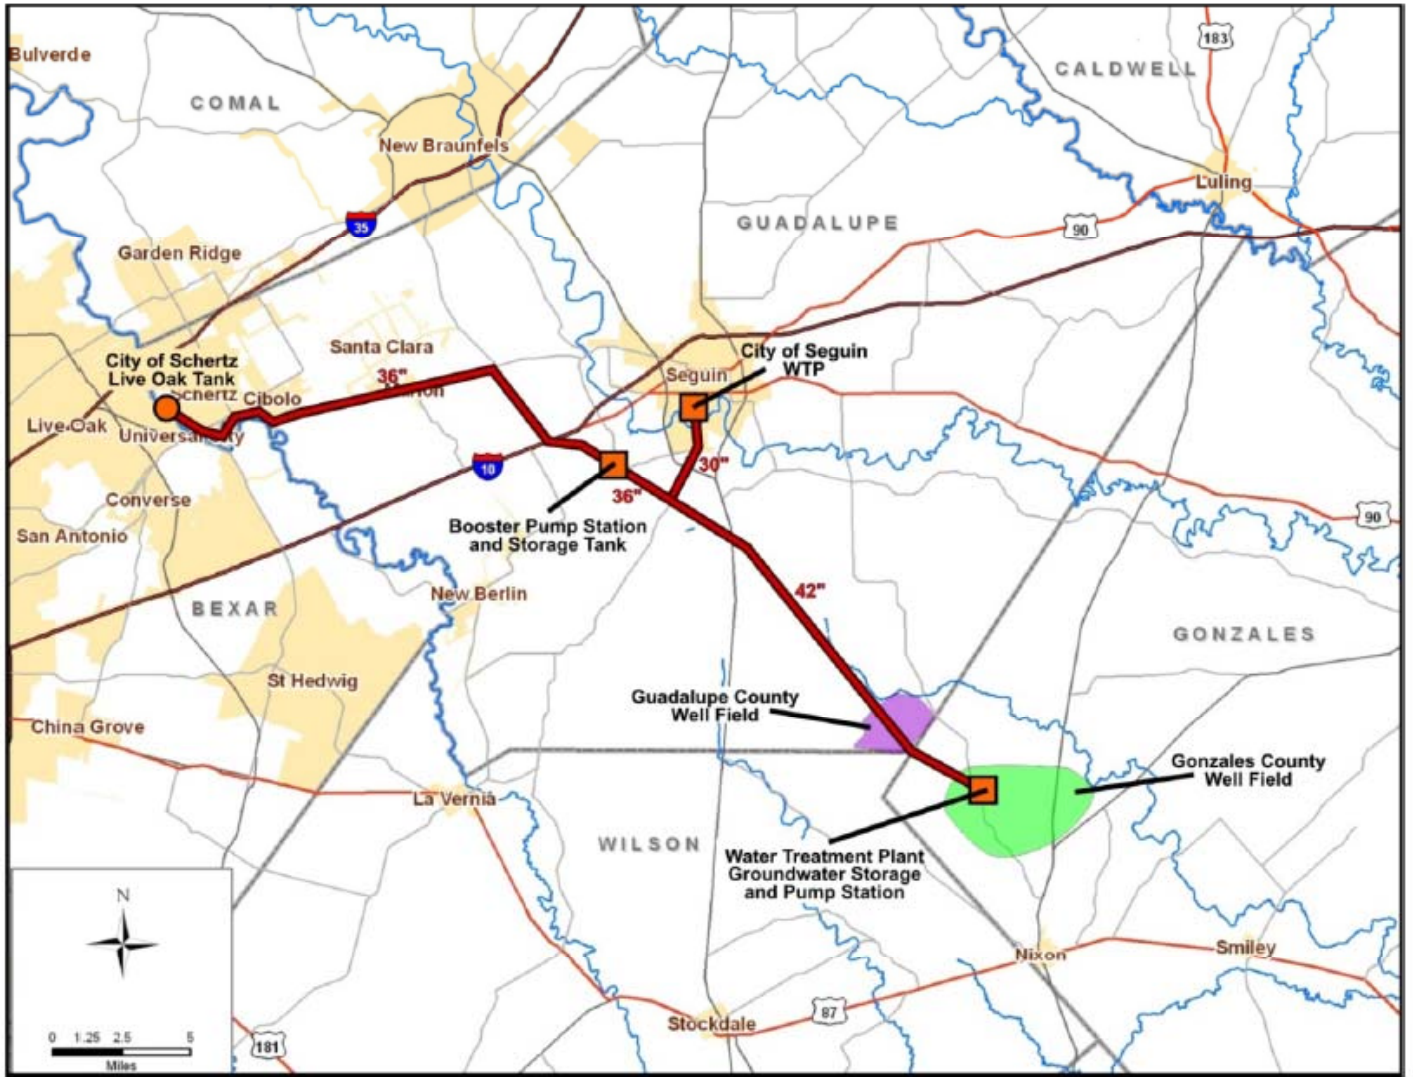 183
Bulverde
CALDWELL
COMAL
New Braunfels
Luling
GUADALUPE
35
90
Garden Ridge
City of Schertz
Live Oak Tank
Santa Clara
City of Seguin
WTP
Seguin
36"
Schertz
Cibolo
Marion
Live Oak
Universal City
10
30"
36"
Converse
90
San Antonio
Booster Pump Station
and Storage Tank
42"
New Berlin
BEXAR
GONZALES
St Hedwig
Guadalupe County
Well Field
China Grove
Gonzales County
Well Field
La Vernia
WILSON
Water Treatment Plant
Groundwater Storage
and Pump Station
N
Nixon
Smiley
87
Stockdale
0 1.25 2.5 5
Miles
181